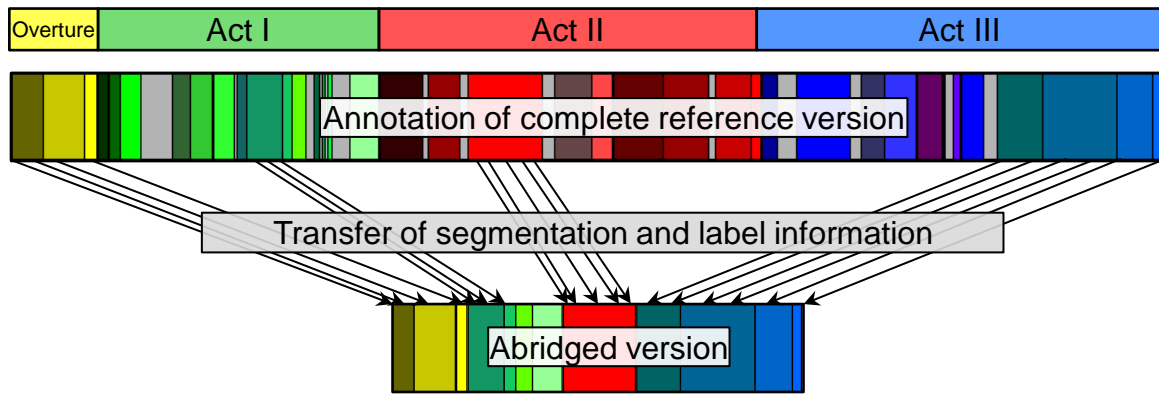 Overture Act I Act II Act III
Annotation of complete reference version
Transfer of segmentation and label information
Abridged version